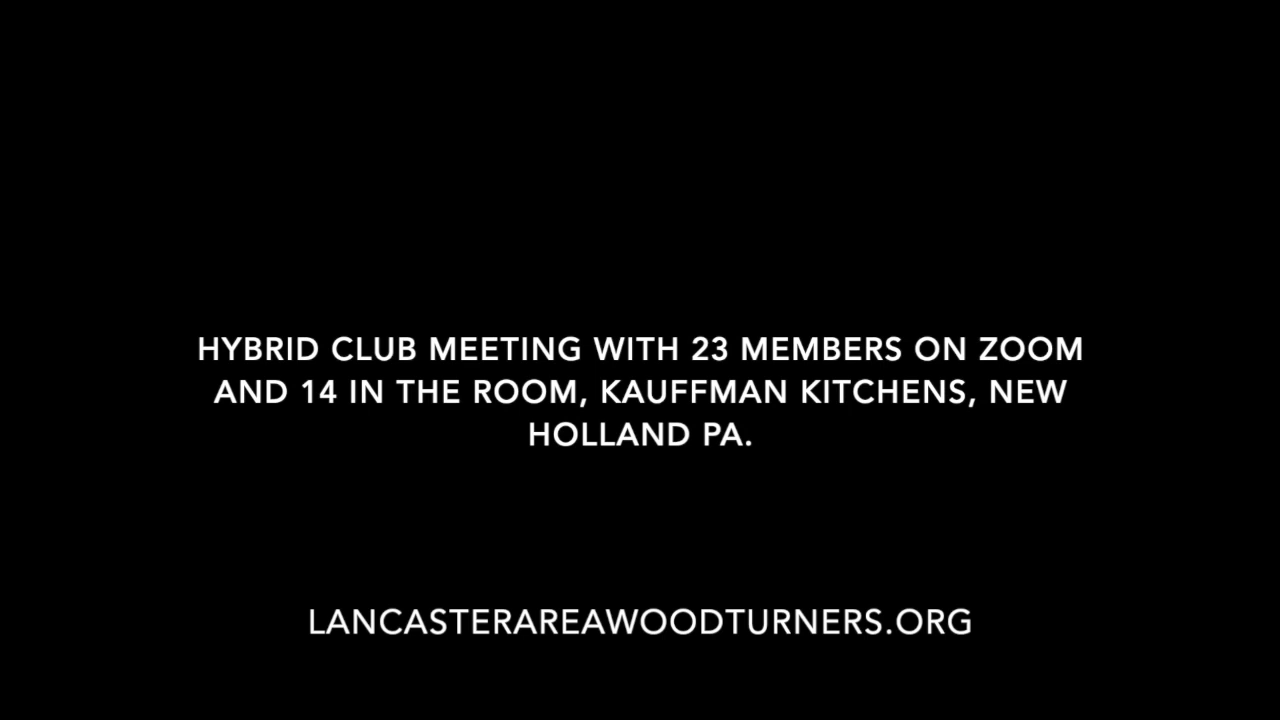 HYBRID CLUB MEETING WITH 23 MEMBERS ON ZOOM
AND 14 IN THE ROOM, KAUFFMAN KITCHENS, NEW
HOLLAND PA.
LANCASTERAREAWOODTURNERS.ORG